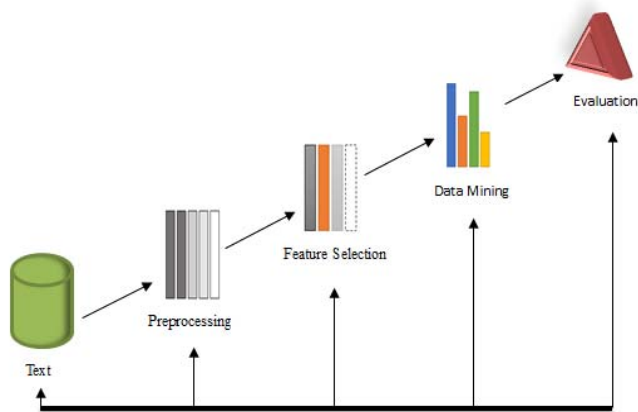 Text
Preprocessing
Feature Selection
Data Mining
Evaluation